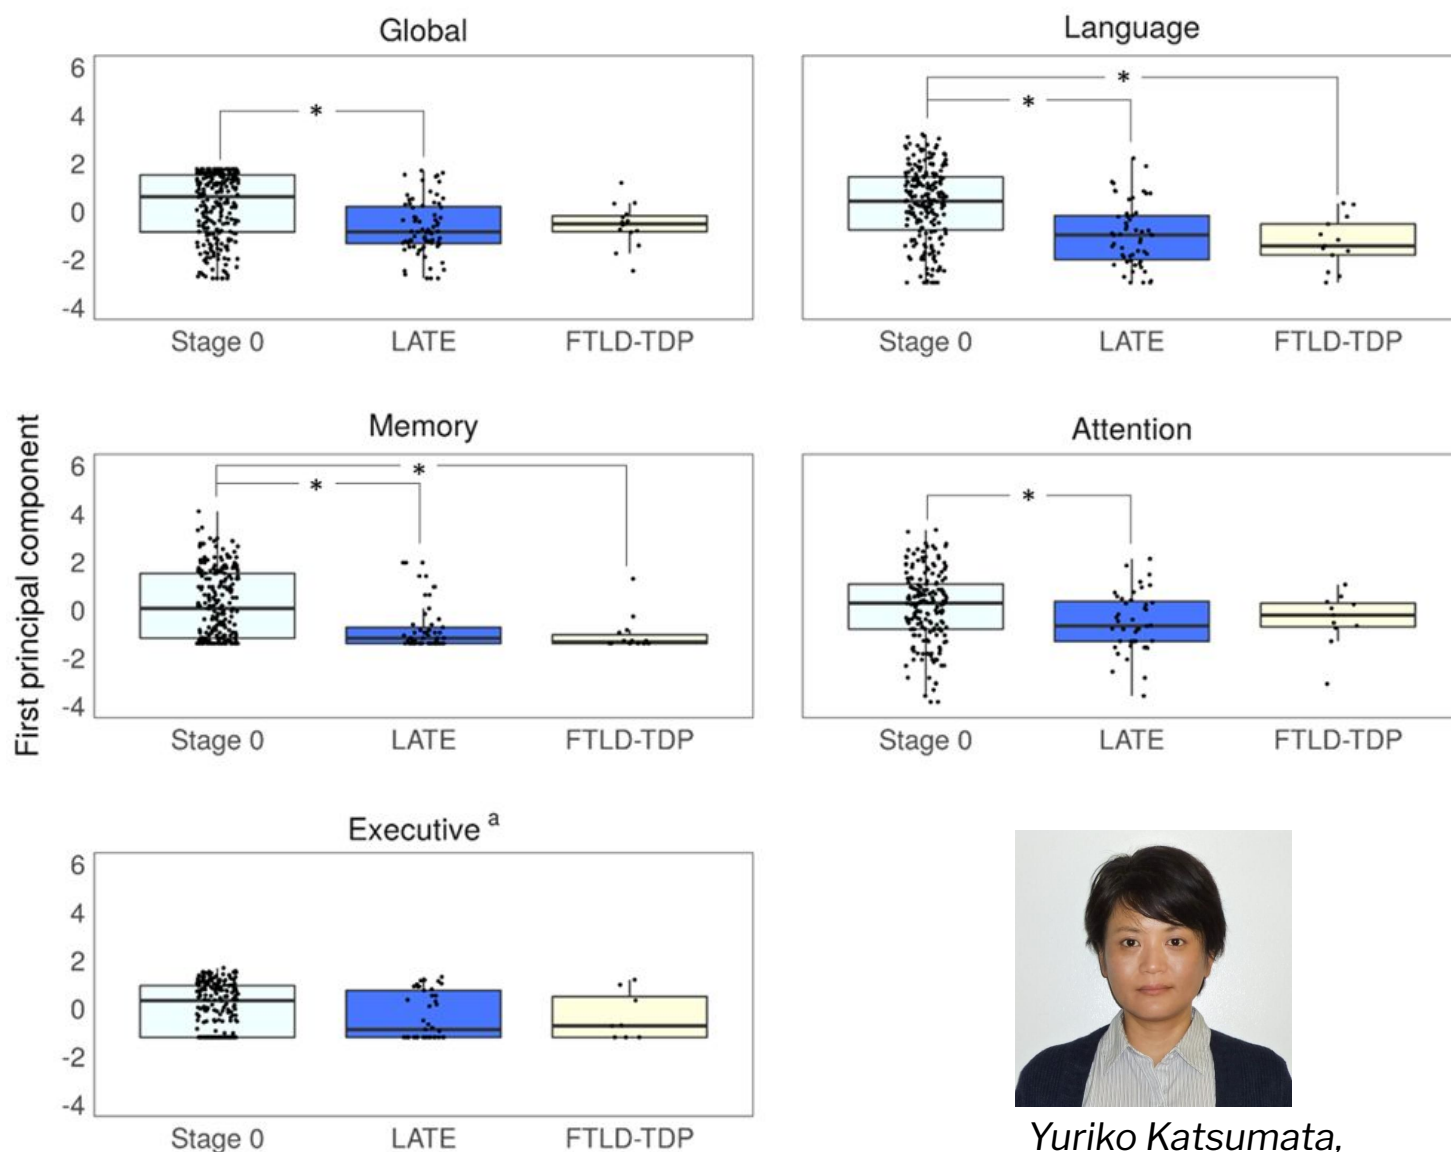 Global
Language
6
4
2
0
-2
-4
*
*
*
Stage 0 LATE FTLD-TDP
Stage 0 LATE FTLD-TDP
First principal component
Memory
Attention
6
4
2
0
-2
-4
*
*
*
Stage 0 LATE FTLD-TDP
Stage 0 LATE FTLD-TDP
Executive a
6
4
2
0
-2
-4
Stage 0 LATE FTLD-TDP
Yuriko Katsumata,